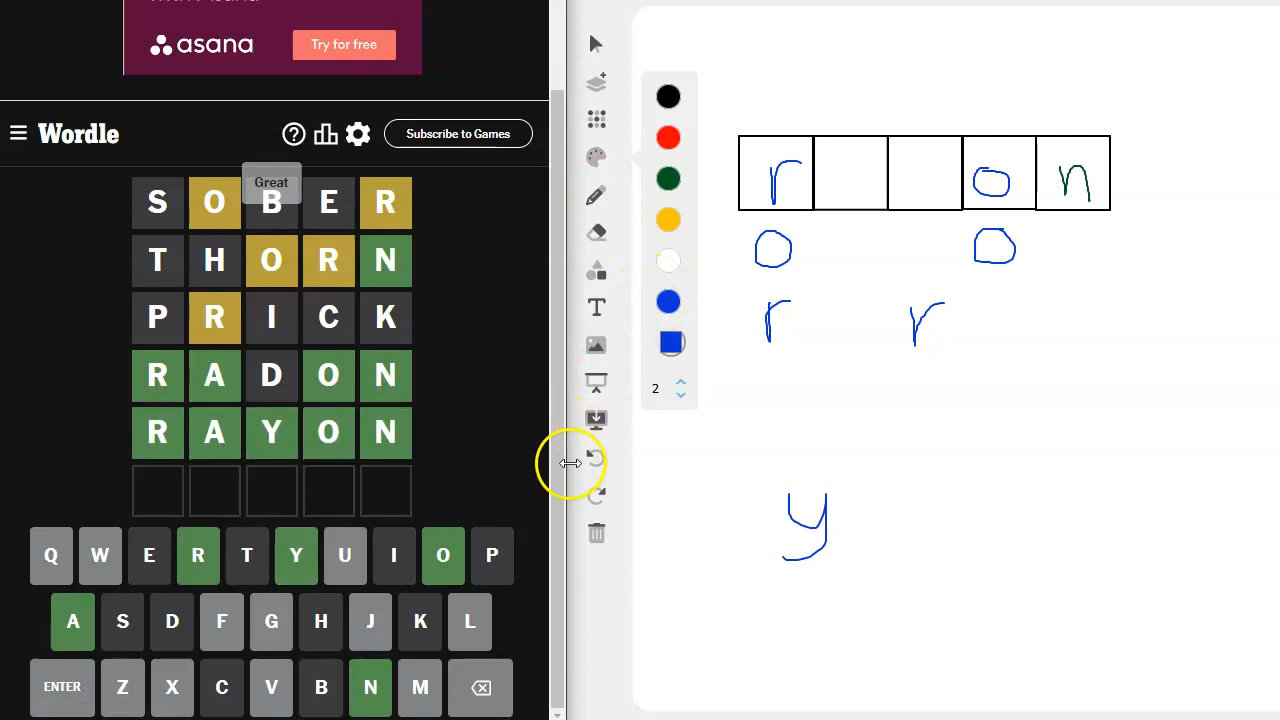 asana Try for free
Wordle ? Subscribe to Games
Great
S O B E R
T H O R N
P R I C K
R A D O N
R A Y O N
Q W E R T Y U I O P
A S D F G H J K L
ENTER Z X C V B N M
T
2
r o n
o o
r r
y